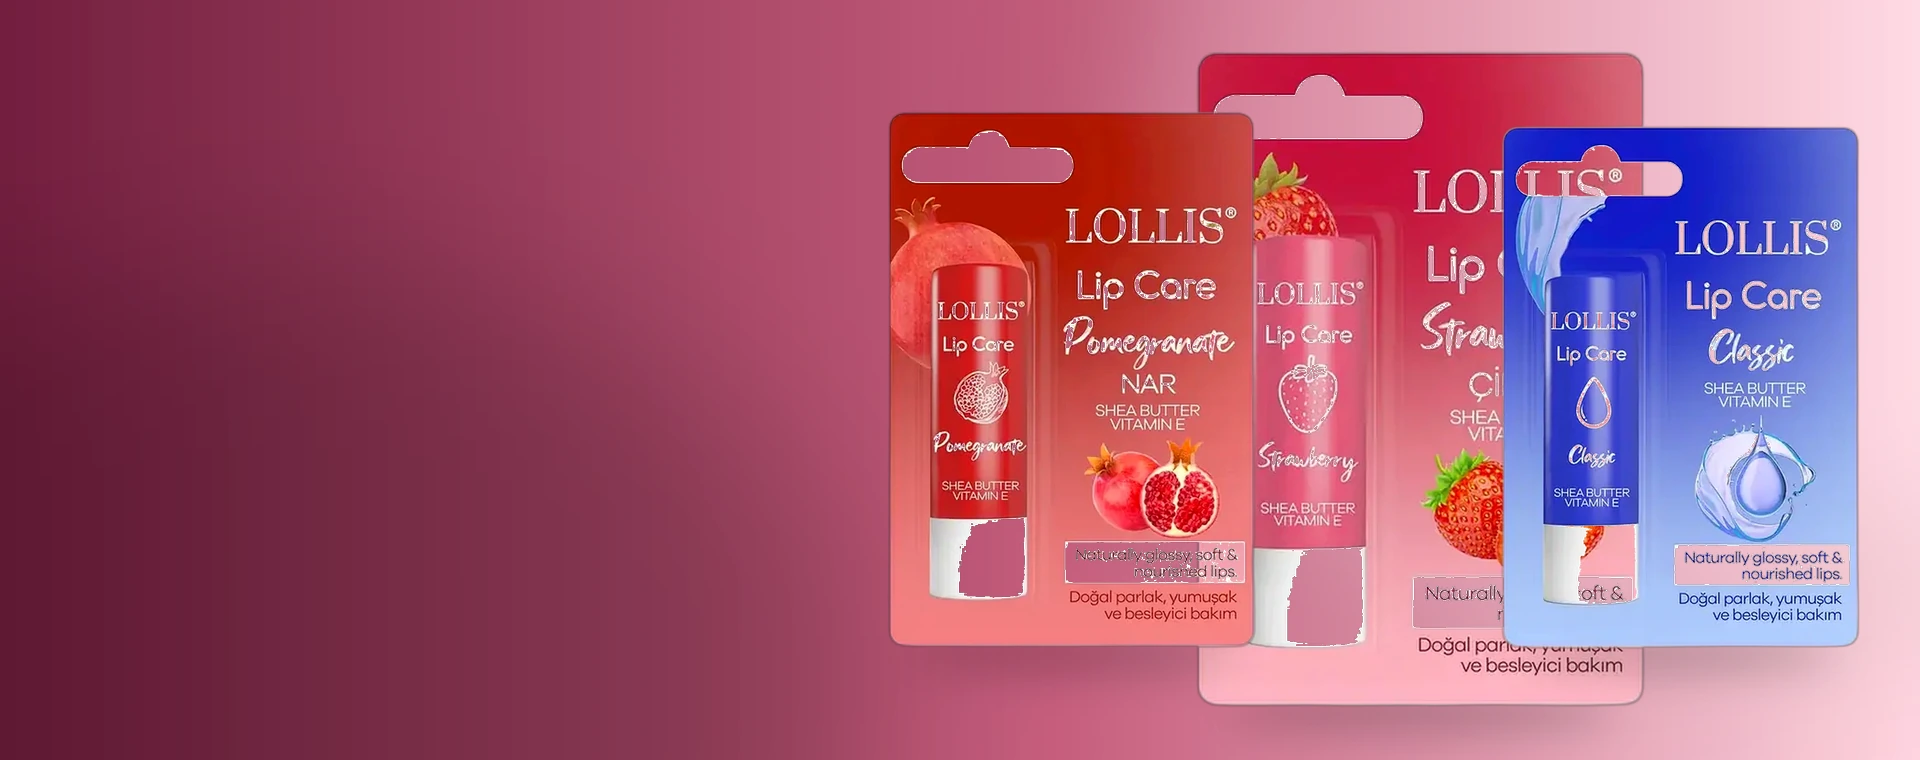 LOLLIS®
Lip Care
Pomegranate
NAR
SHEA BUTTER
VITAMIN E
Naturally glossy, soft &
nourished lips.
Doğal parlak, yumuşak
ve besleyici bakım
LOLLIS®
Lip Care
Pomegranate
SHEA BUTTER
VITAMIN E
LOLLIS®
Lip
SHEA
Naturally soft &
Doğal parlak, yumuşak
ve besleyici bakım
LOLLIS®
Lip Care
Strawberry
SHEA BUTTER
VITAMIN E
LOLLIS®
Lip Care
Classic
SHEA BUTTER
VITAMIN E
Naturally glossy, soft &
nourished lips.
Doğal parlak, yumuşak
ve besleyici bakım
LOLLIS®
Lip Care
Classic
SHEA BUTTER
VITAMIN E